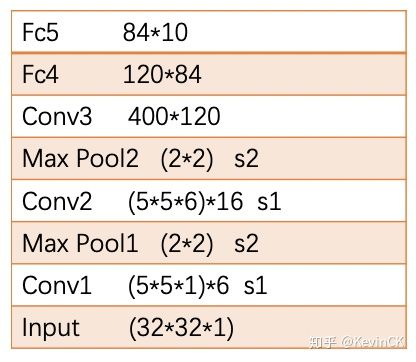 Fc5 84*10
Fc4 120*84
Conv3 400*120
Max Pool2 (2*2) s2
Conv2 (5*5*6)*16 s1
Max Pool1 (2*2) s2
Conv1 (5*5*1)*6 s1
Input (32*32*1)
知乎 @KevinCK